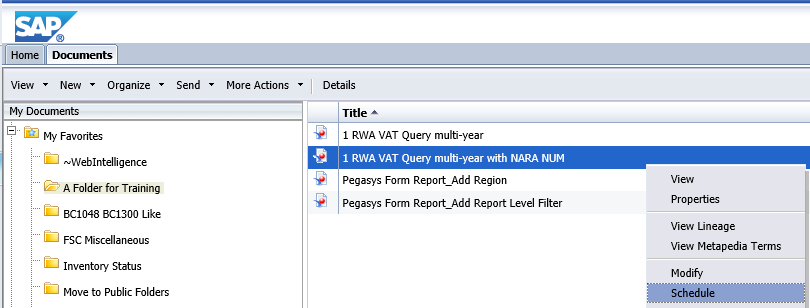 SAP®
Home Documents
View New Organize Send More Actions Details
My Documents
Title
My Favorites
~WebIntelligence
A Folder for Training
BC1048 BC1300 Like
FSC Miscellaneous
Inventory Status
Move to Public Folders
1 RWA VAT Query multi-year
1 RWA VAT Query multi-year with NARA NUM
Pegasys Form Report_Add Region
Pegasys Form Report_Add Report Level Filter
View
Properties
View Lineage
View Metapedia Terms
Modify
Schedule